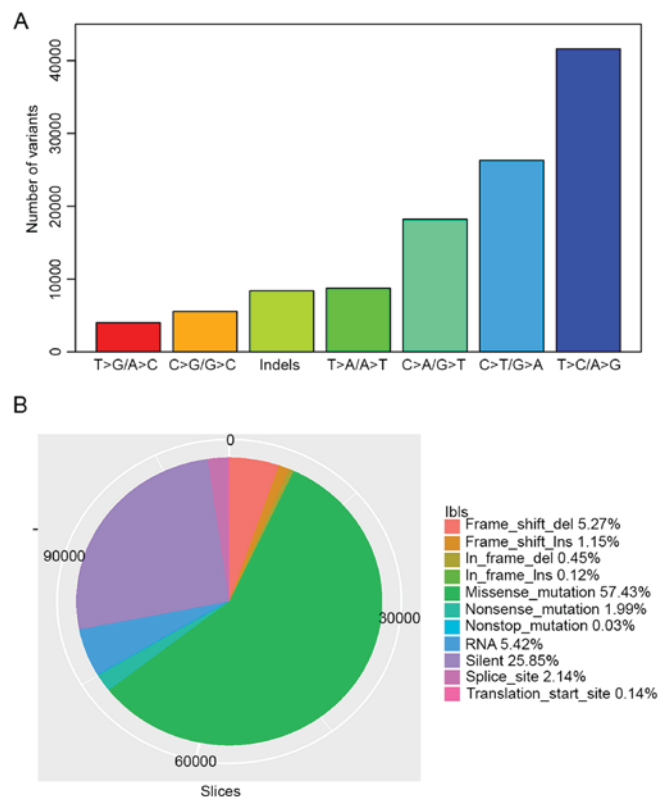 A
Number of variants
40000
30000
20000
10000
0
T>G/A>C C>G/G>C Indels T>A/A>T C>A/G>T C>T/G>A T>C/A>G
B
0
90000
30000
60000
Slices
lbls
Frame_shift_del 5.27%
Frame_shift_Ins 1.15%
In_frame_del 0.45%
In_frame_Ins 0.12%
Missense_mutation 57.43%
Nonsense_mutation 1.99%
Nonstop_mutation 0.03%
RNA 5.42%
Silent 25.85%
Splice_site 2.14%
Translation_start_site 0.14%